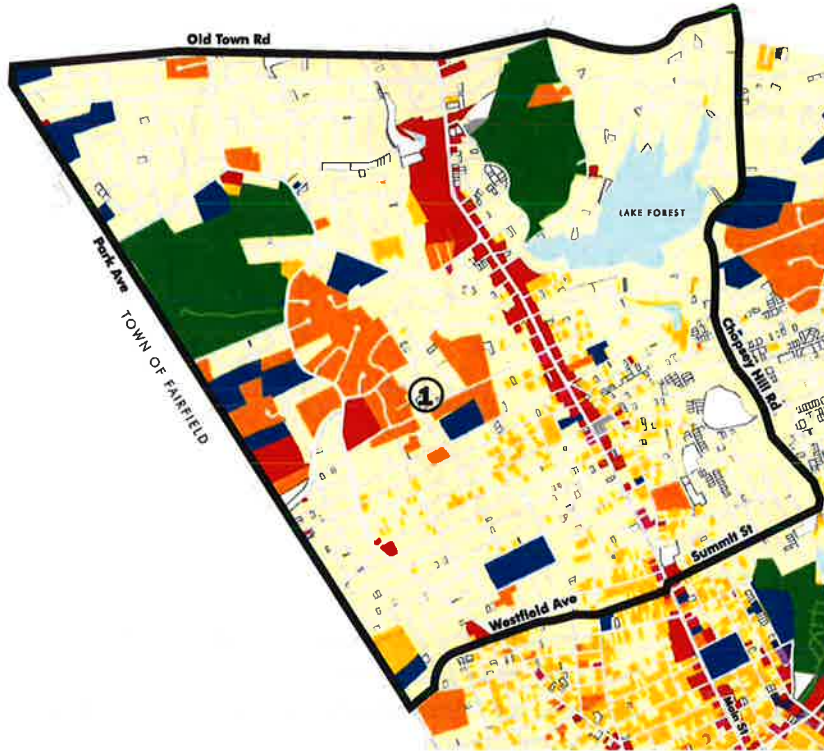 Old Town Rd
LAKE FOREST
Park Ave
TOWN OF FAIRFIELD
Chopsey Hill Rd
1
Summit St
Westfield Ave
Main St